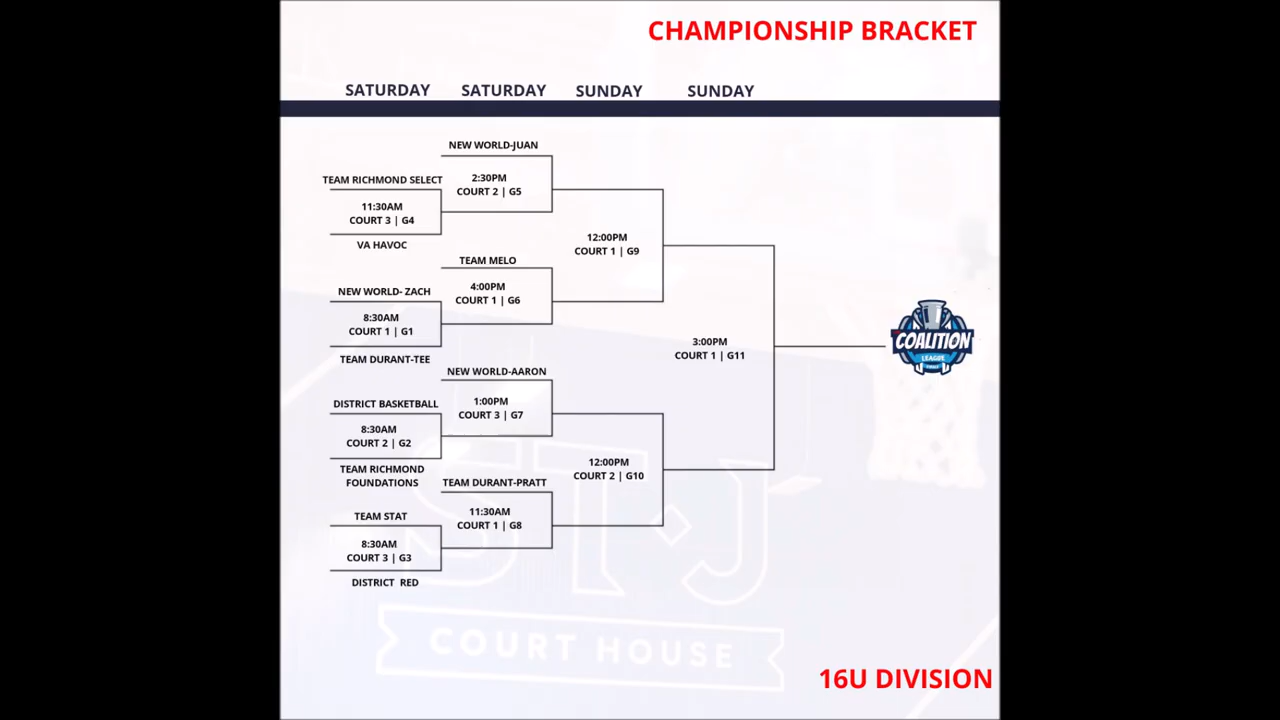 CHAMPIONSHIP BRACKET
SATURDAY SATURDAY SUNDAY SUNDAY
NEW WORLD-JUAN
2:30PM
COURT 2 | G5
TEAM RICHMOND SELECT
11:30AM
COURT 3 | G4
VA HAVOC
12:00PM
COURT 1 | G9
TEAM MELO
4:00PM
COURT 1 | G6
NEW WORLD- ZACH
8:30AM
COURT 1 | G1
TEAM DURANT-TEE
3:00PM
COURT 1 | G11
COALITION
LEAGUE
NEW WORLD-AARON
1:00PM
COURT 3 | G7
DISTRICT BASKETBALL
8:30AM
COURT 2 | G2
TEAM RICHMOND
FOUNDATIONS
12:00PM
COURT 2 | G10
TEAM DURANT-PRATT
11:30AM
COURT 1 | G8
TEAM STAT
8:30AM
COURT 3 | G3
DISTRICT  RED
ST·J
COURT HOUSE
16U DIVISION